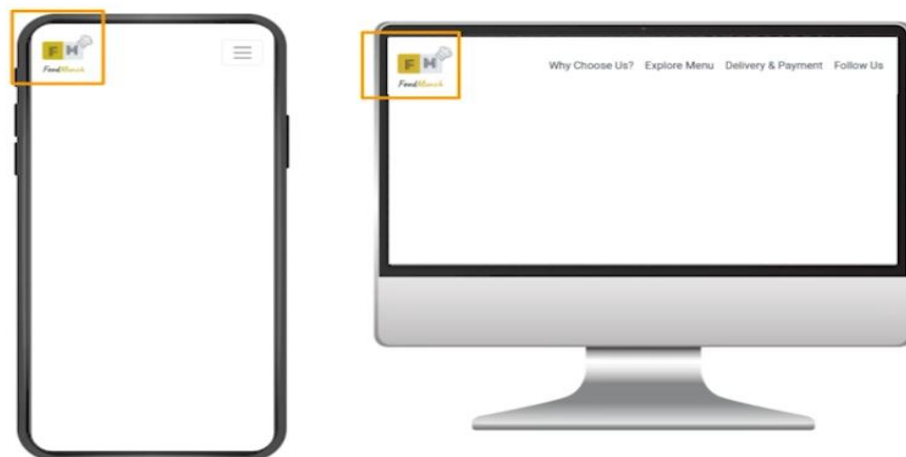 F M
FoodMunch
F M
Why Choose Us? Explore Menu Delivery & Payment Follow Us
FoodMunch